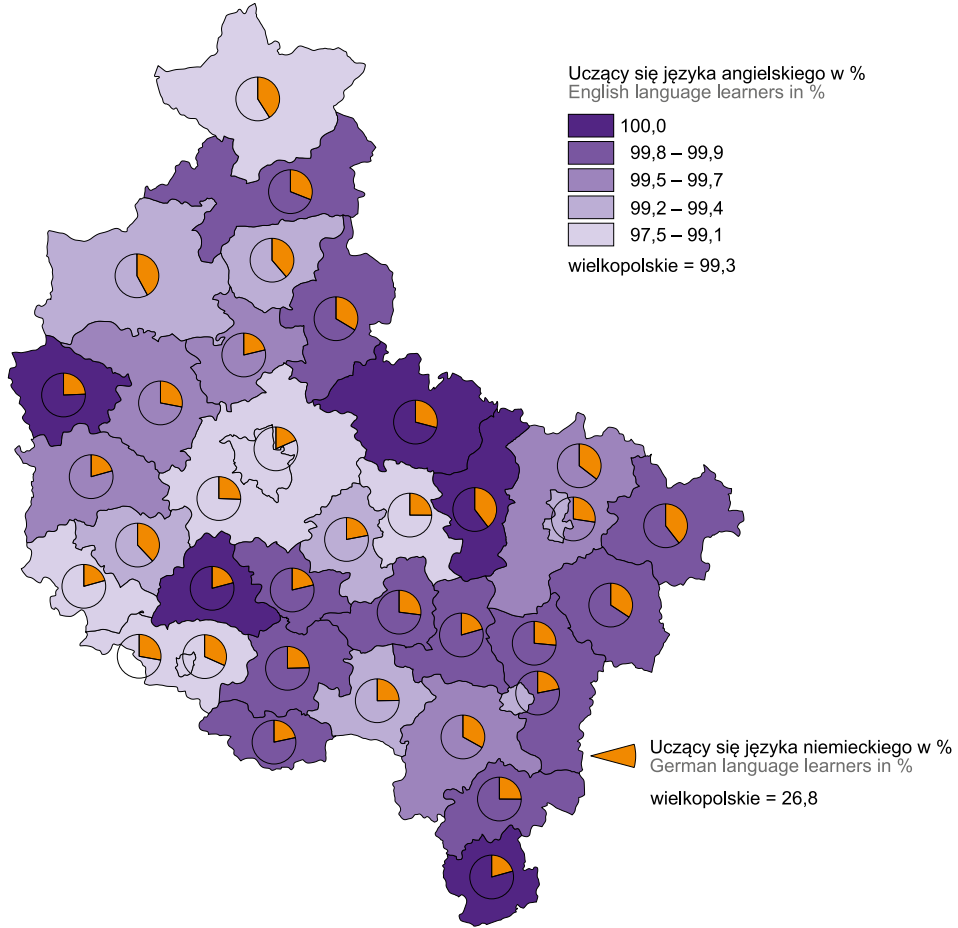 Uczący się języka angielskiego w %
English language learners in %
100,0
99,8 – 99,9
99,5 – 99,7
99,2 – 99,4
97,5 – 99,1
wielkopolskie = 99,3
Uczący się języka niemieckiego w %
German language learners in %
wielkopolskie = 26,8